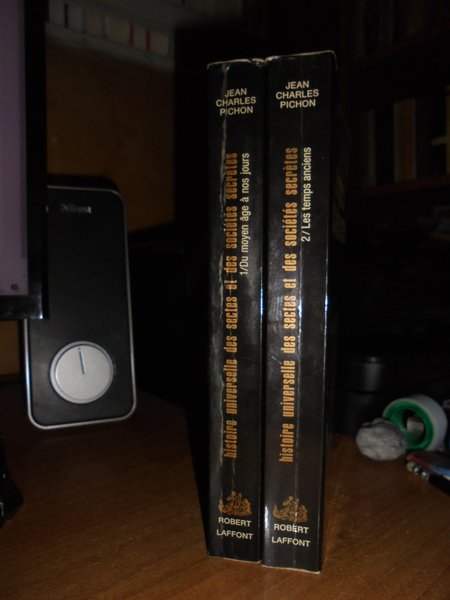 Trust
JEAN
CHARLES
PICHON
histoire universelle des sectes et des sociétés secrètes
1/Du moyen âge à nos jours
ROBERT
LAFFONT
JEAN
CHARLES
PICHON
histoire universelle des sectes et des sociétés secrètes
2/Les temps anciens
ROBERT
LAFFONT